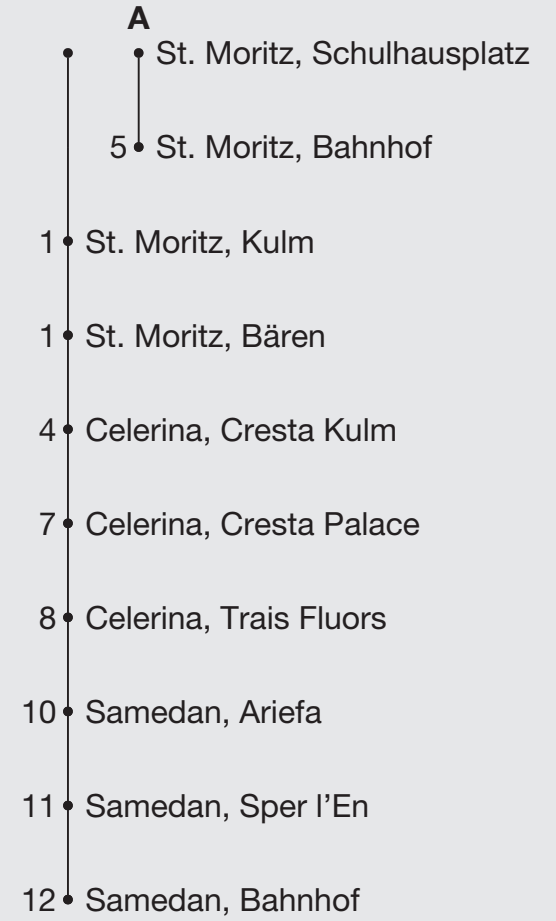 A
St. Moritz, Schulhausplatz
5 St. Moritz, Bahnhof
1 St. Moritz, Kulm
1 St. Moritz, Bären
4 Celerina, Cresta Kulm
7 Celerina, Cresta Palace
8 Celerina, Trais Fluors
10 Samedan, Ariefa
11 Samedan, Sper l’En
12 Samedan, Bahnhof